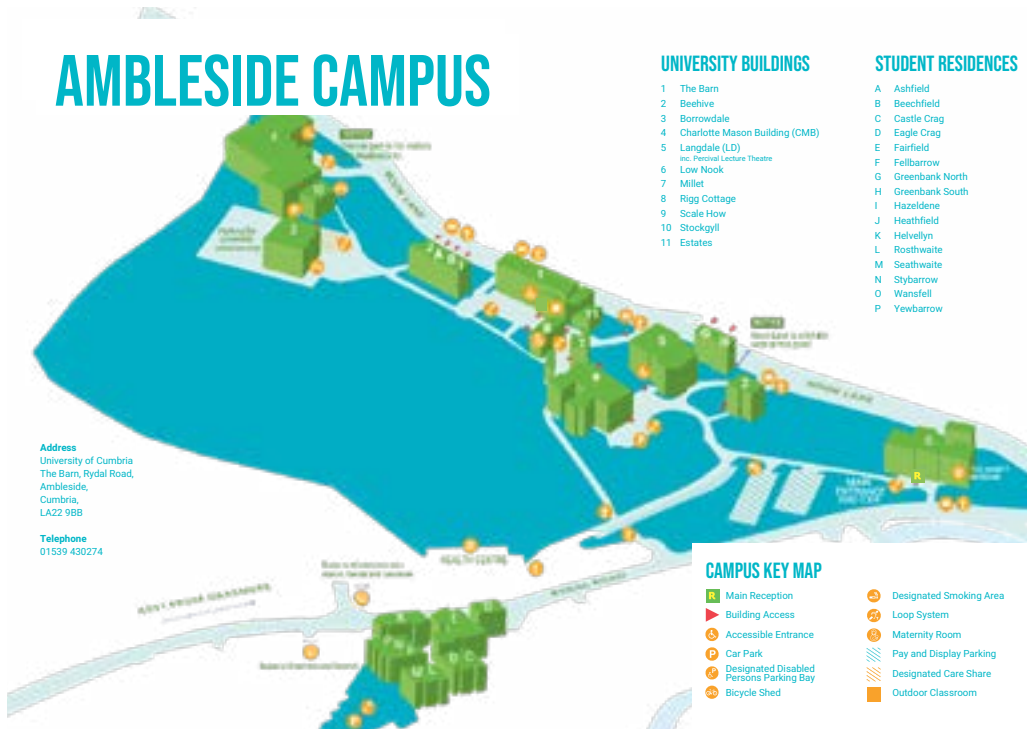 AMBLESIDE CAMPUS
UNIVERSITY BUILDINGS
1 The Barn
2 Beehive
3 Borrowdale
4 Charlotte Mason Building (CMB)
5 Langdale (LD)
inc. Percival Lecture Theatre
6 Low Nook
7 Millet
8 Rigg Cottage
9 Scale How
10 Stockgyll
11 Estates
STUDENT RESIDENCES
A Ashfield
B Beechfield
C Castle Crag
D Eagle Crag
E Fairfield
F Fellbarrow
G Greenbank North
H Greenbank South
I Hazeldene
J Heathfield
K Helvellyn
L Rosthwaite
M Seathwaite
N Stybarrow
O Wansfell
P Yewbarrow
NOOK LANE
MAIN
ENTRANCE
HEALTH CENTRE
R
Address
University of Cumbria
The Barn, Rydal Road,
Ambleside,
Cumbria,
LA22 9BB
Telephone
01539 430274
CAMPUS KEY MAP
R Main Reception
Building Access
Accessible Entrance
P Car Park
Designated Disabled
Persons Parking Bay
Bicycle Shed
Designated Smoking Area
Loop System
Maternity Room
Pay and Display Parking
Designated Care Share
Outdoor Classroom